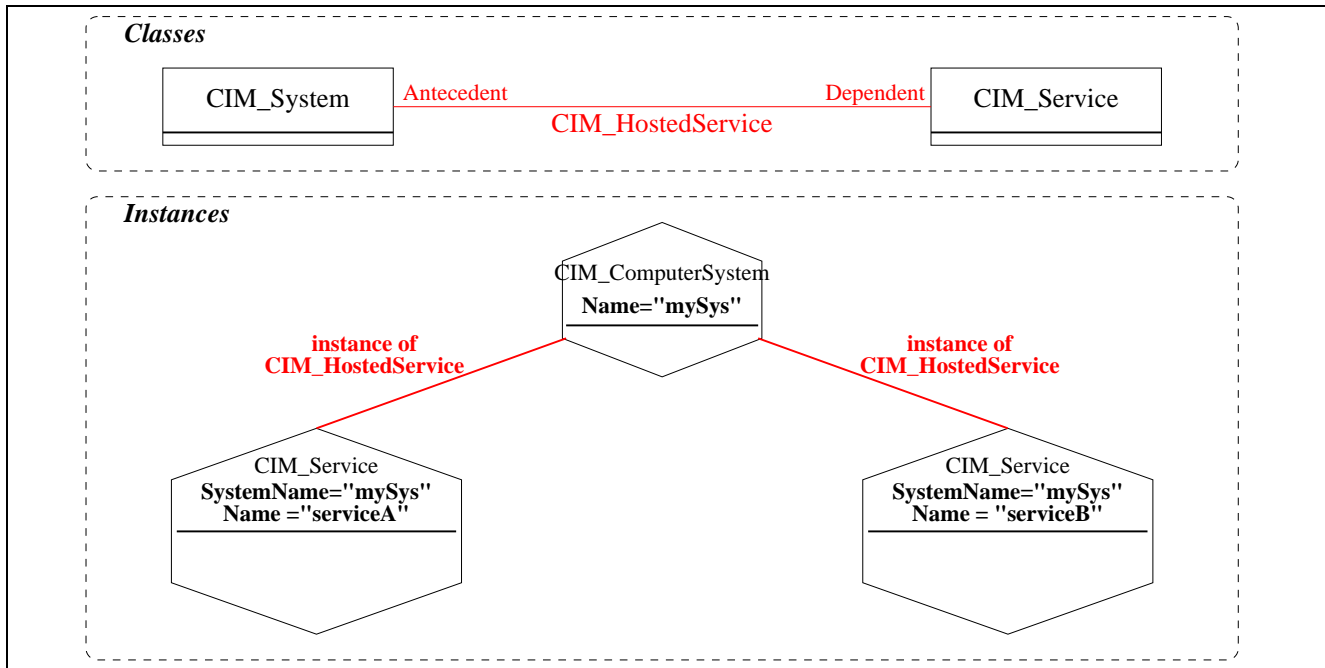 Classes
CIM_System
Antecedent
Dependent
CIM_Service
CIM_HostedService
Instances
CIM_ComputerSystem
Name="mySys"
instance of
CIM_HostedService
instance of
CIM_HostedService
CIM_Service
SystemName="mySys"
Name ="serviceA"
CIM_Service
SystemName="mySys"
Name = "serviceB"